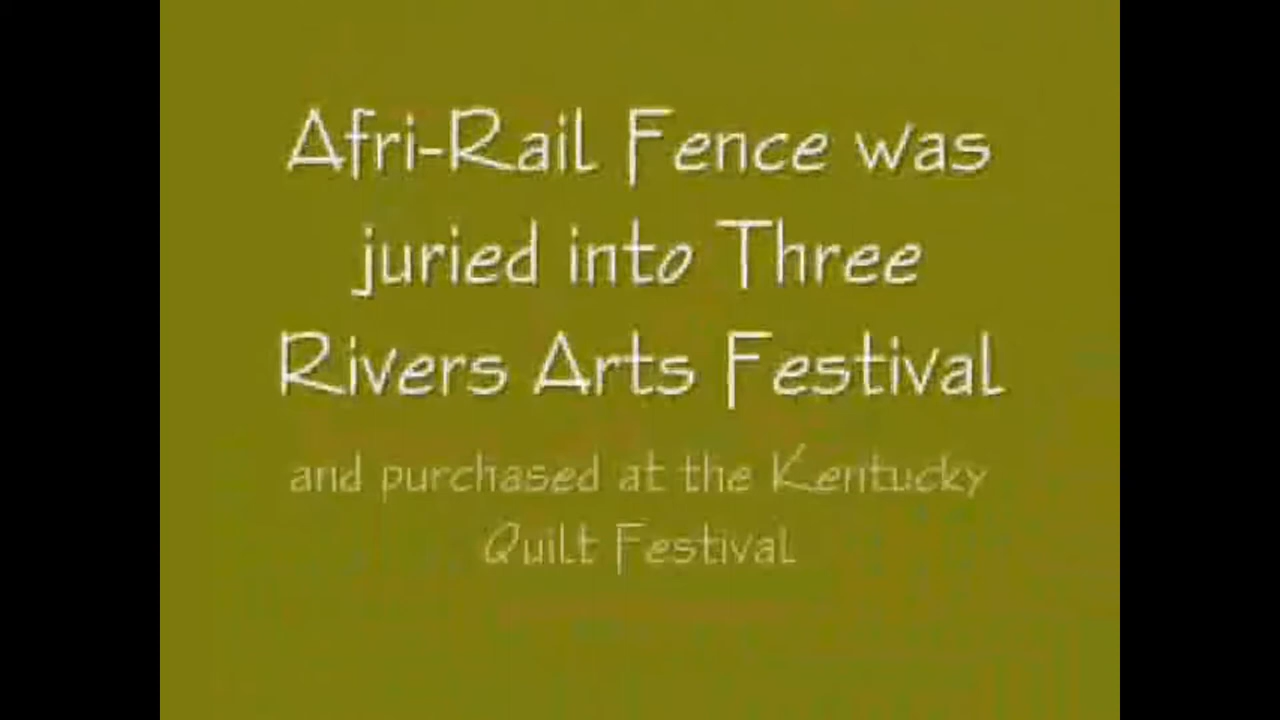 Afri-Rail Fence was
juried into Three
Rivers Arts Festival
and purchased at the Kentucky
Quilt Festival